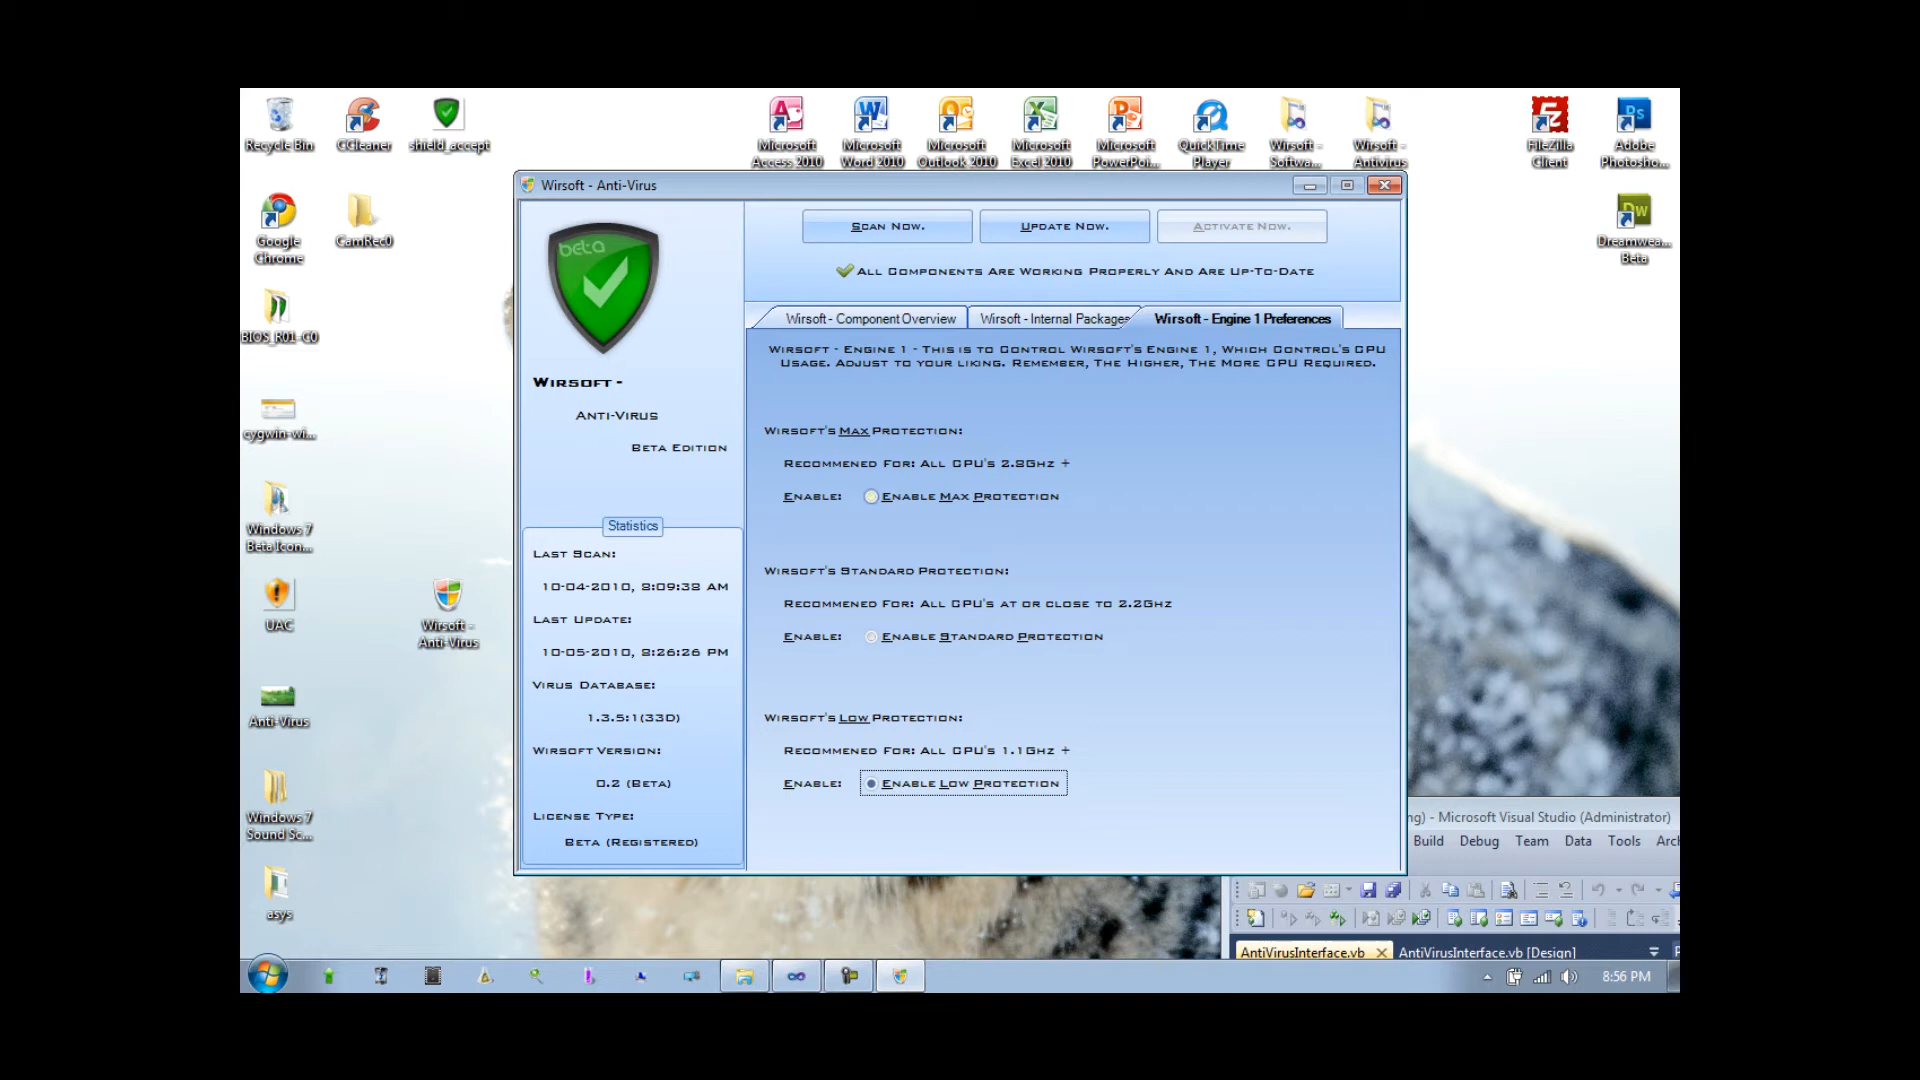 Recycle Bin
CCleaner
shield_accept
Microsoft
Access 2010
Microsoft
Word 2010
Microsoft
Outlook 2010
Microsoft
Excel 2010
Microsoft
PowerPoi...
QuickTime
Player
Wirsoft -
Softwa...
Wirsoft -
Antivirus
FileZilla
Client
Ps
Adobe
Photosho...
Google
Chrome
CamRec0
Dw
Dreamwea...
Beta
BIOS_R01-C0
cygwin-wi...
Windows 7
Beta Icon...
UAC
Wirsoft -
Anti-Virus
Anti-Virus
Windows 7
Sound Sc...
asys
Wirsoft - Anti-Virus
beta
Wirsoft -
Anti-Virus
Beta Edition
Statistics
Last Scan:
10-04-2010, 8:09:38 AM
Last Update:
10-05-2010, 8:26:26 PM
Virus Database:
1.3.5:1(33D)
Wirsoft Version:
0.2 (Beta)
License Type:
Beta (Registered)
Scan Now.
Update Now.
Activate Now.
All Components Are Working Properly And Are Up-To-Date
Wirsoft - Component Overview
Wirsoft - Internal Packages
Wirsoft - Engine 1 Preferences
Wirsoft - Engine 1 - This is to Control Wirsoft's Engine 1, Which Control's CPU
Usage. Adjust to your liking. Remember, The Higher, The More CPU Required.
Wirsoft's Max Protection:
Recommened For: All CPU's 2.8Ghz +
Enable:
Enable Max Protection
Wirsoft's Standard Protection:
Recommened For: All CPU's at or close to 2.2Ghz
Enable:
Enable Standard Protection
Wirsoft's Low Protection:
Recommened For: All CPU's 1.1Ghz +
Enable:
Enable Low Protection
ng) - Microsoft Visual Studio (Administrator)
Build
Debug
Team
Data
Tools
Arch
AntiVirusInterface.vb
AntiVirusInterface.vb [Design]
8:56 PM